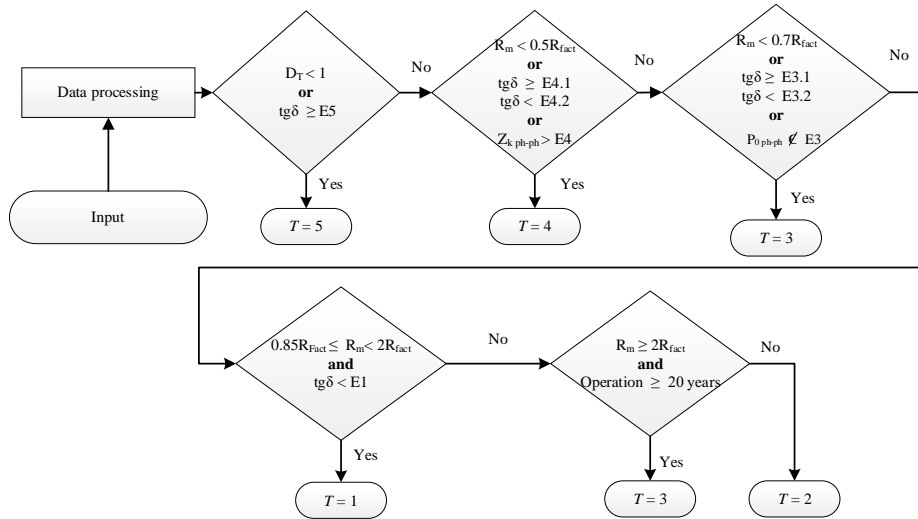 Data processing
Input
D_T < 1
or
tgδ ≥ E5
No
Yes
T = 5
R_m < 0.5R_fact
or
tgδ ≥ E4.1
tgδ < E4.2
or
Z_k ph-ph > E4
No
Yes
T = 4
R_m < 0.7R_fact
or
tgδ ≥ E3.1
tgδ < E3.2
or
P_0 ph-ph ∉ E3
No
Yes
T = 3
0.85R_Fact ≤ R_m < 2R_fact
and
tgδ < E1
No
Yes
T = 1
R_m ≥ 2R_fact
and
Operation ≥ 20 years
No
Yes
T = 3
T = 2